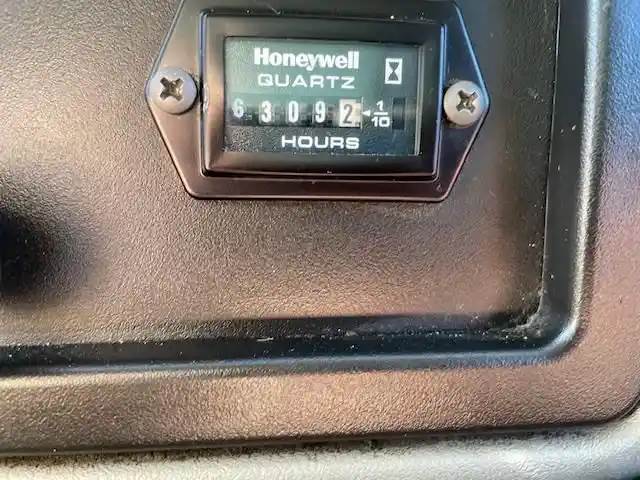 Honeywell
QUARTZ
6 3 0 9 2 ◄ 1/10
HOURS